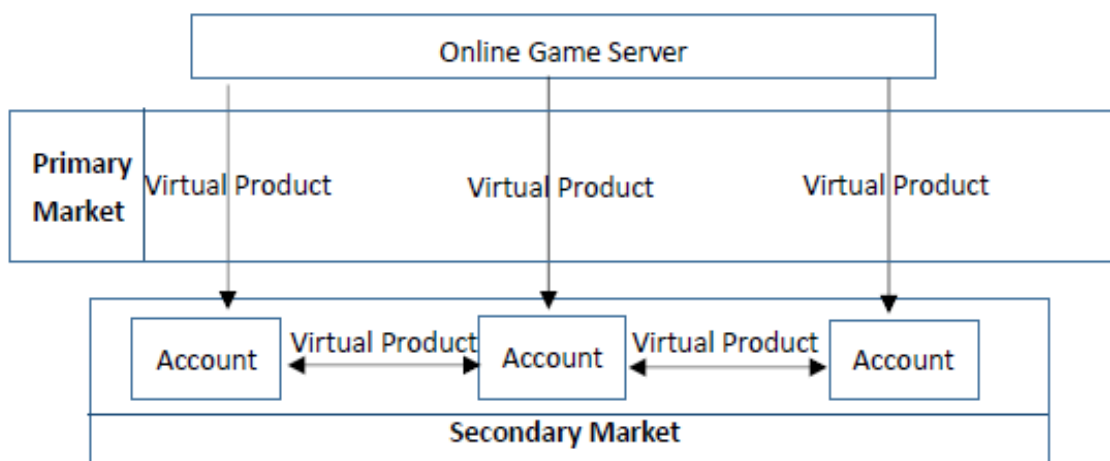 Online Game Server
Primary
Market
Virtual Product
Virtual Product
Virtual Product
Account
Virtual Product
Account
Virtual Product
Account
Secondary Market